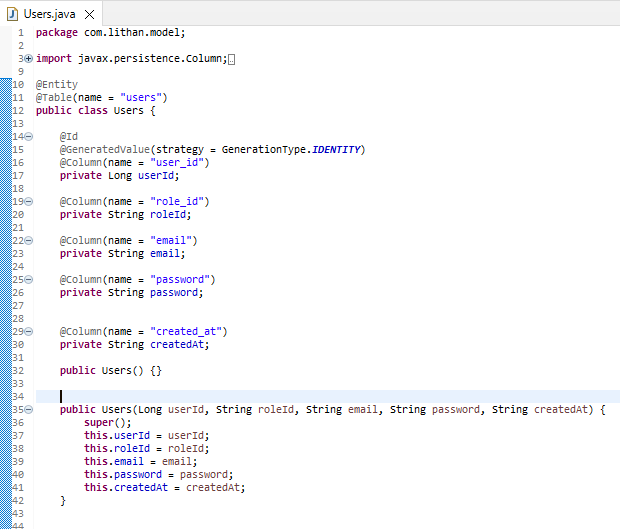 Users.java
1 package com.lithan.model;
2
3 import javax.persistence.Column;
9
10 @Entity
11 @Table(name = "users")
12 public class Users {
13
14 @Id
15 @GeneratedValue(strategy = GenerationType.IDENTITY)
16 @Column(name = "user_id")
17 private Long userId;
18
19 @Column(name = "role_id")
20 private String roleId;
21
22 @Column(name = "email")
23 private String email;
24
25 @Column(name = "password")
26 private String password;
27
28
29 @Column(name = "created_at")
30 private String createdAt;
31
32 public Users() {}
33
34
35 public Users(Long userId, String roleId, String email, String password, String createdAt) {
36 super();
37 this.userId = userId;
38 this.roleId = roleId;
39 this.email = email;
40 this.password = password;
41 this.createdAt = createdAt;
42 }
43
44